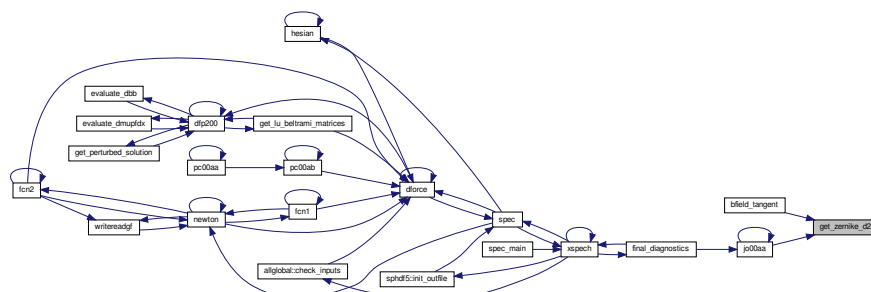 hesian
evaluate_dbb
evaluate_dmupfdx
dfp200
get_lu_beltrami_matrices
get_perturbed_solution
pc00aa
pc00ab
fcn2
dforce
bfield_tangent
fcn1
newton
spec
get_zernike_d2
writereadgf
spec_main
xspech
final_diagnostics
jo00aa
allglobal::check_inputs
sphdf5::init_outfile